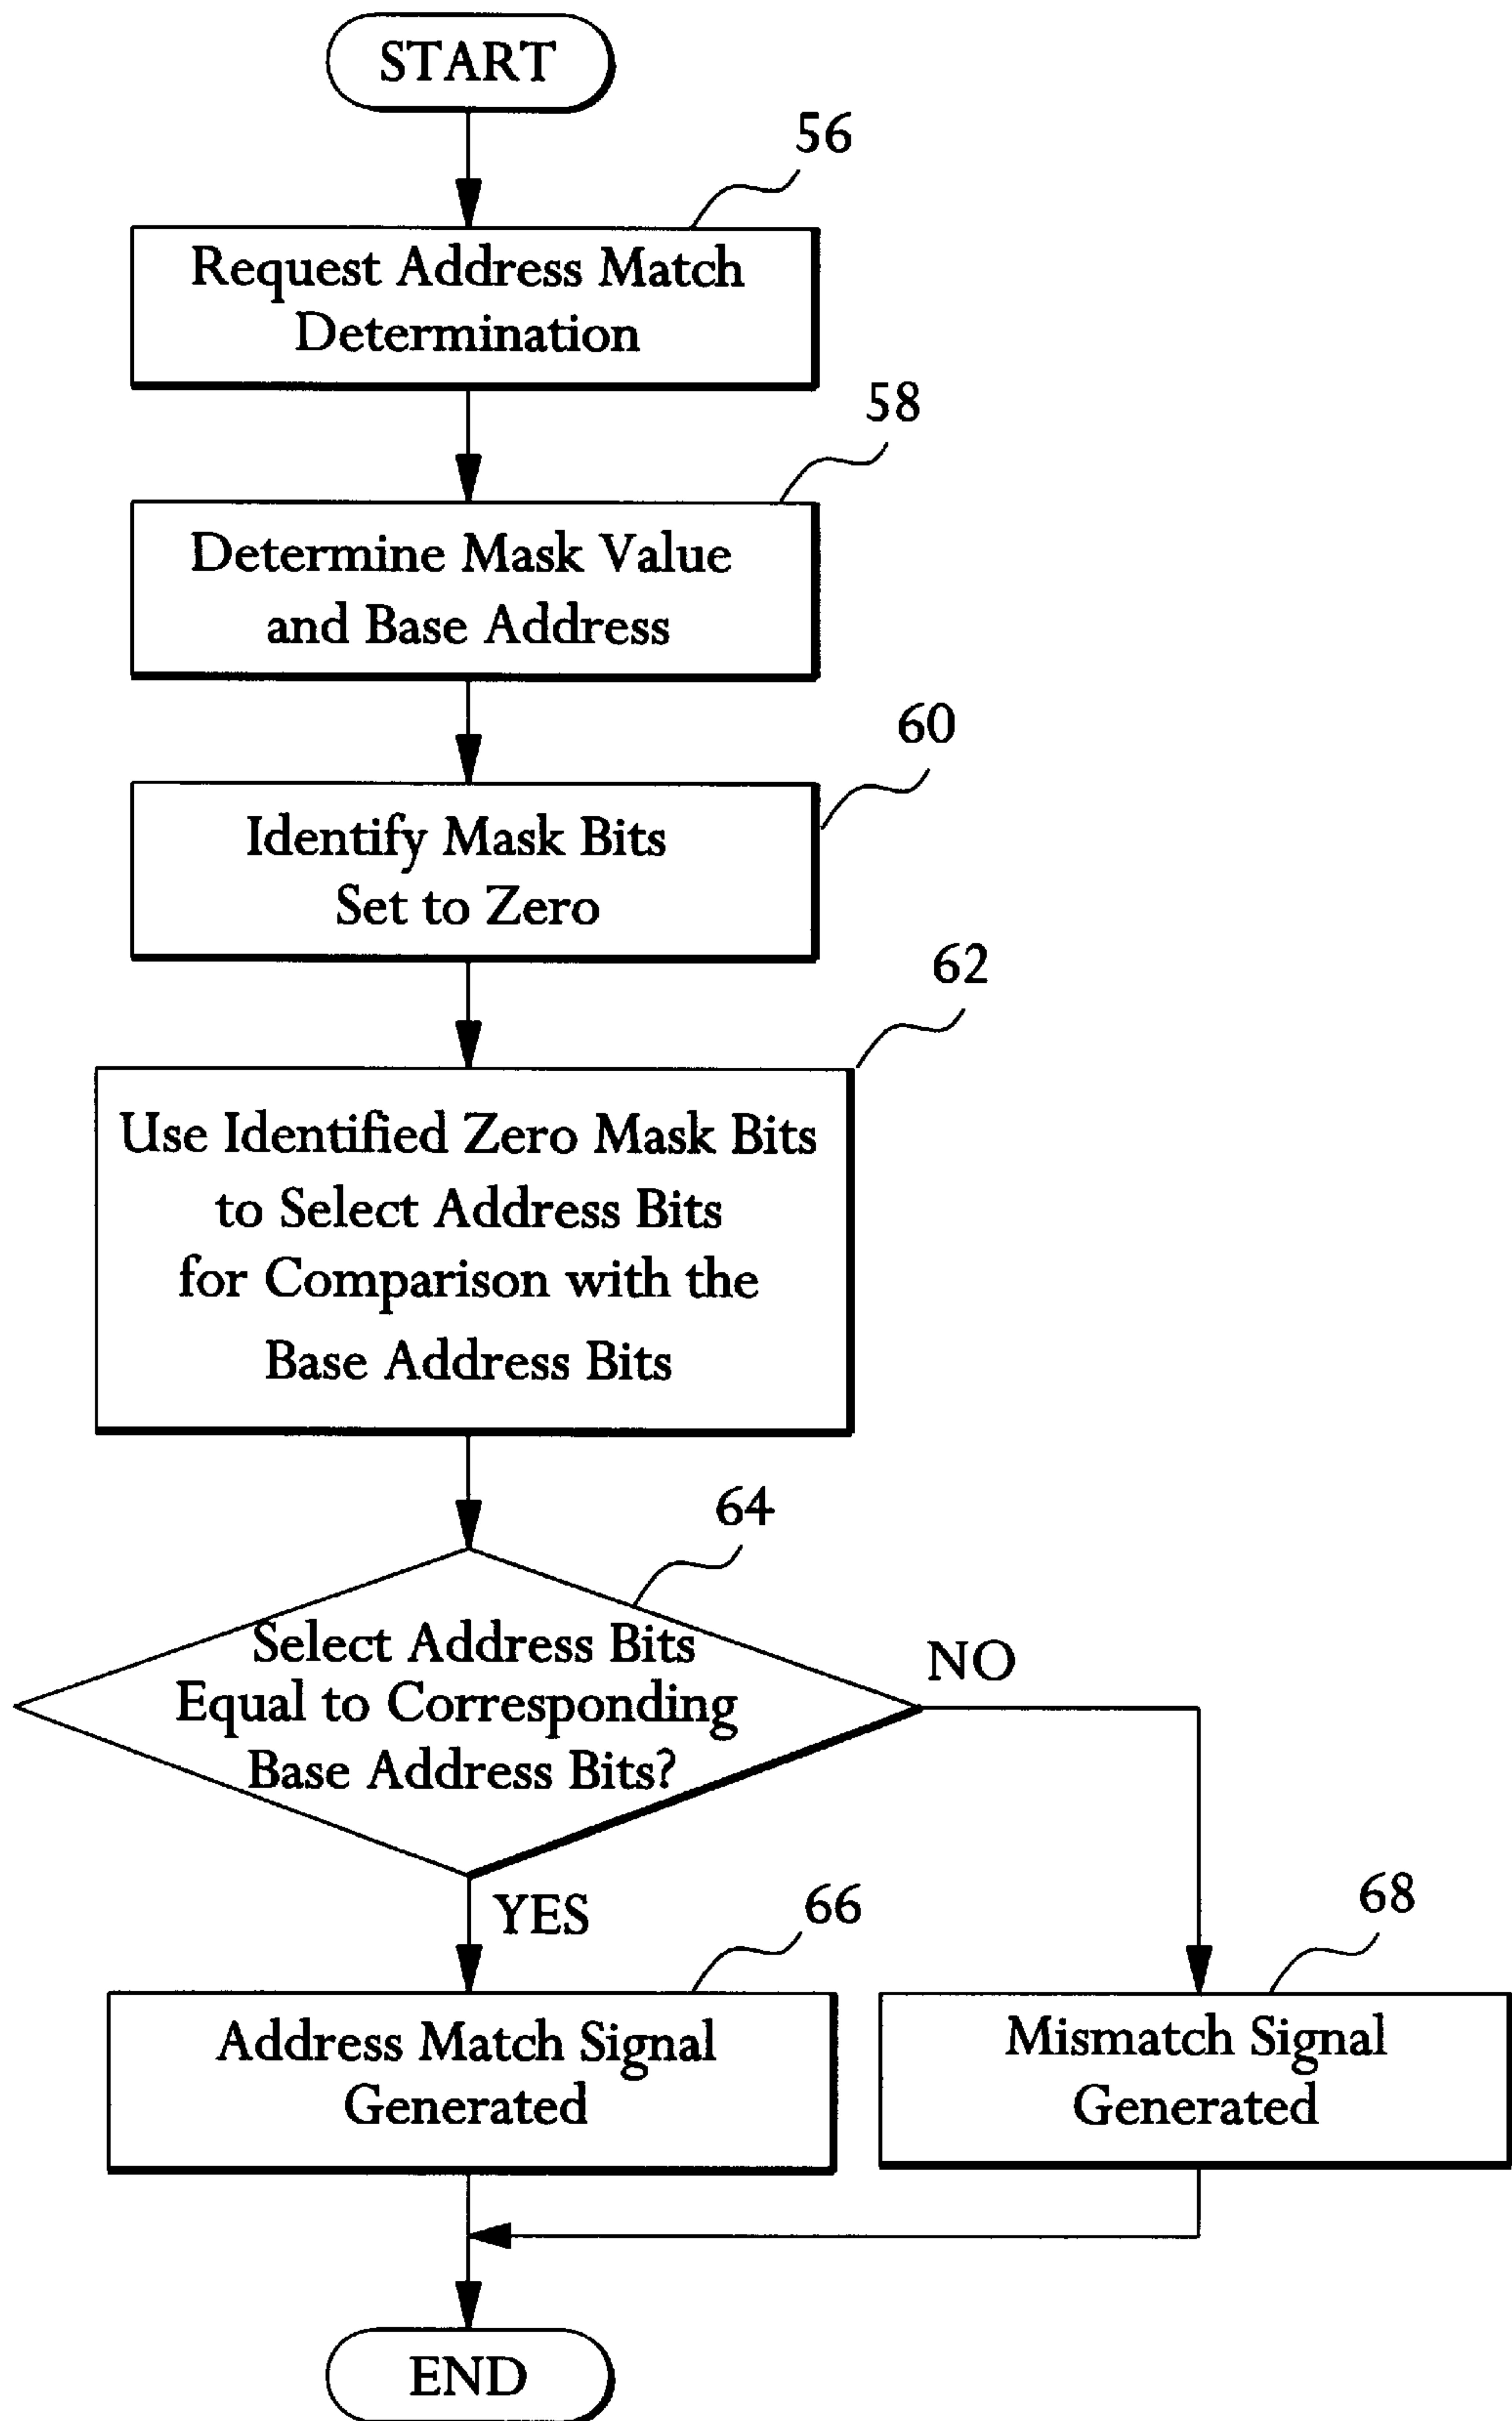 START
56
Request Address Match
Determination
58
Determine Mask Value
and Base Address
60
Identify Mask Bits
Set to Zero
62
Use Identified Zero Mask Bits
to Select Address Bits
for Comparison with the
Base Address Bits
64
Select Address Bits
Equal to Corresponding
Base Address Bits?
NO
YES
66
68
Address Match Signal
Generated
Mismatch Signal
Generated
END